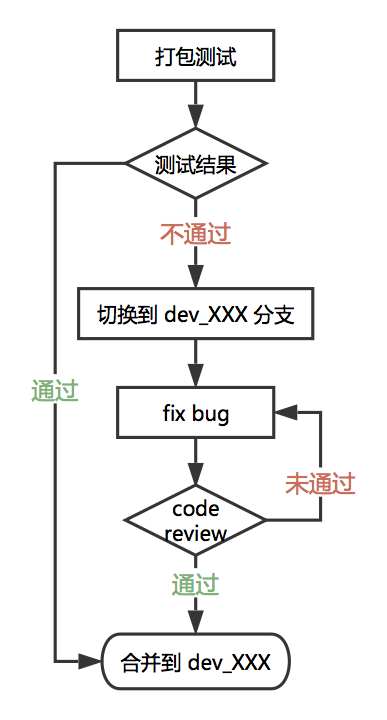 打包测试
测试结果
不通过
切换到 dev_XXX 分支
通过
fix bug
未通过
code
review
通过
合并到 dev_XXX